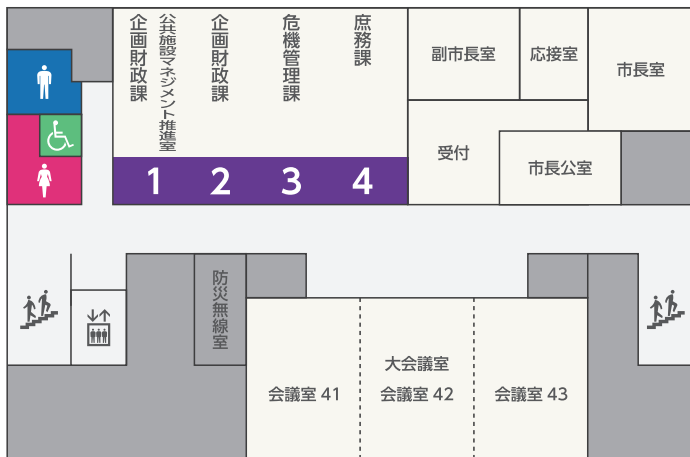 企画財政課
公共施設マネジメント推進室
企画財政課
危機管理課
庶務課
副市長室
応接室
市長室
受付
市長公室
1
2
3
4
防災無線室
大会議室
会議室 41
会議室 42
会議室 43